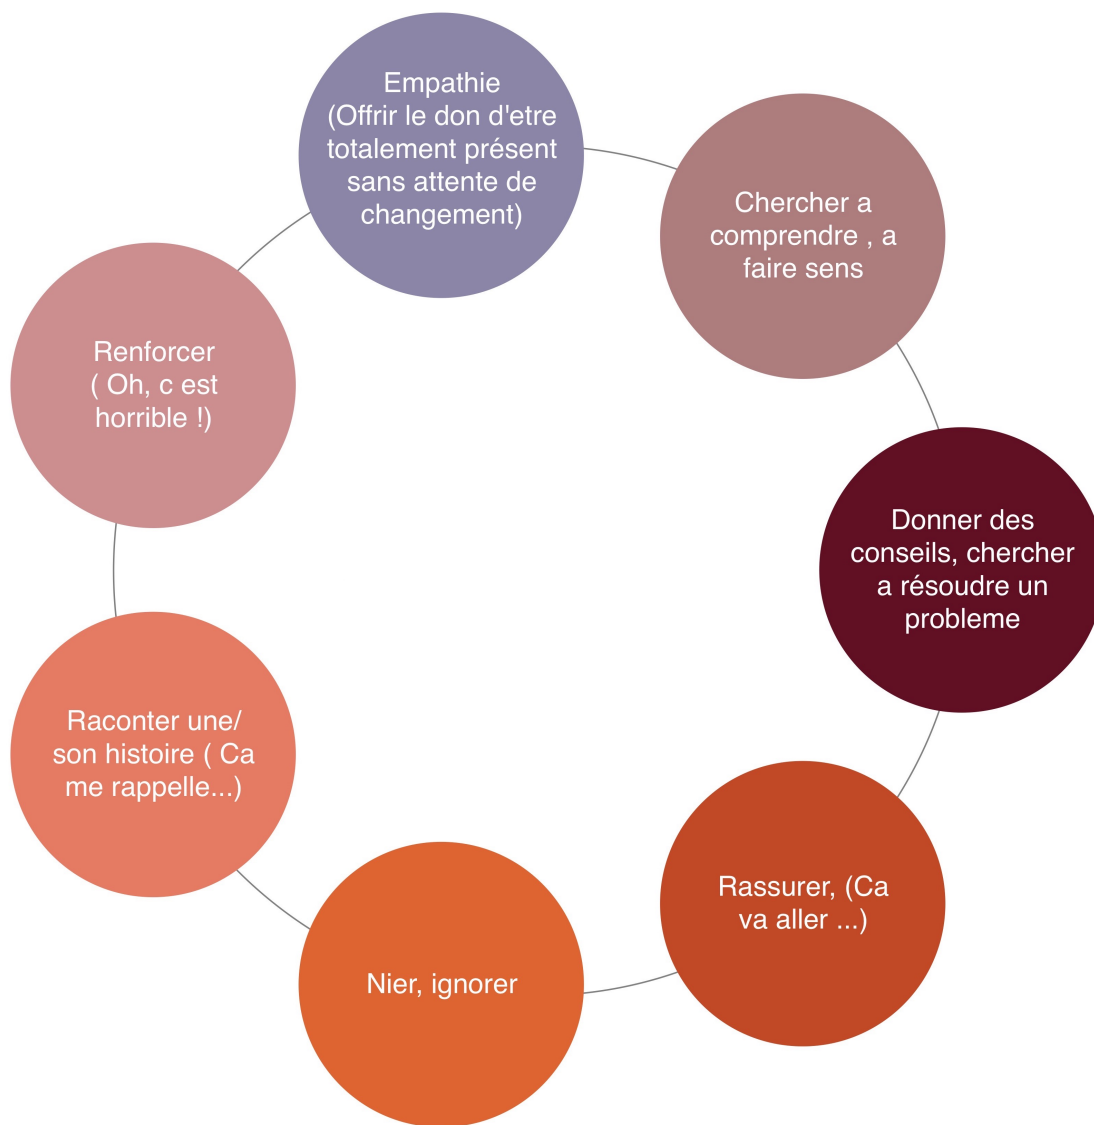 Empathie
(Offrir le don d'etre
totalement présent
sans attente de
changement)
Chercher a
comprendre , a
faire sens
Donner des
conseils, chercher
a résoudre un
probleme
Rassurer, (Ca
va aller ...)
Nier, ignorer
Raconter une/
son histoire ( Ca
me rappelle...)
Renforcer
( Oh, c est
horrible !)